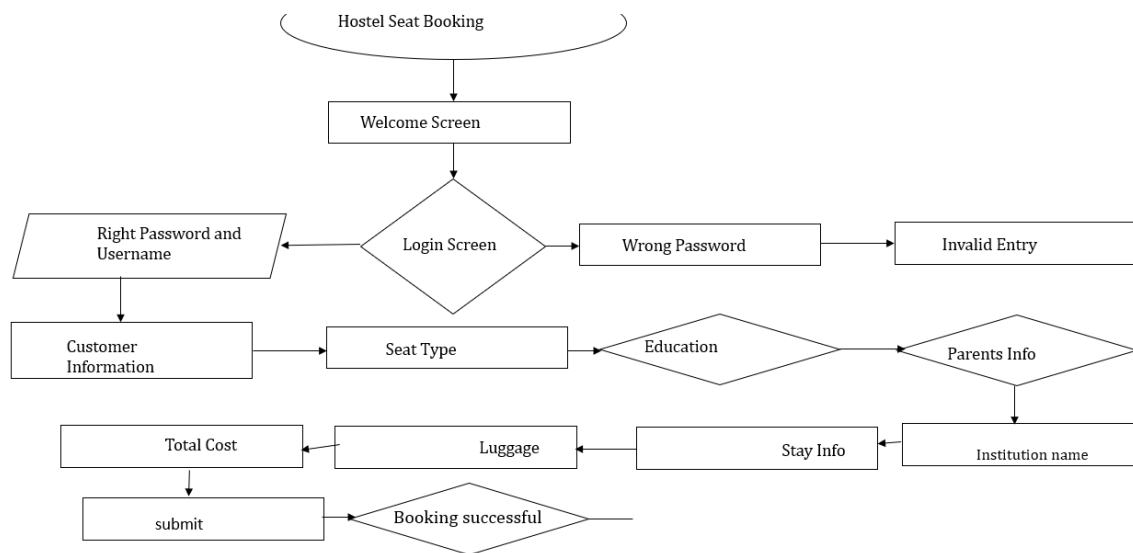 Hostel Seat Booking
Welcome Screen
Right Password and
Username
Login Screen
Wrong Password
Invalid Entry
Customer
Information
Seat Type
Education
Parents Info
Total Cost
Luggage
Stay Info
Institution name
submit
Booking successful